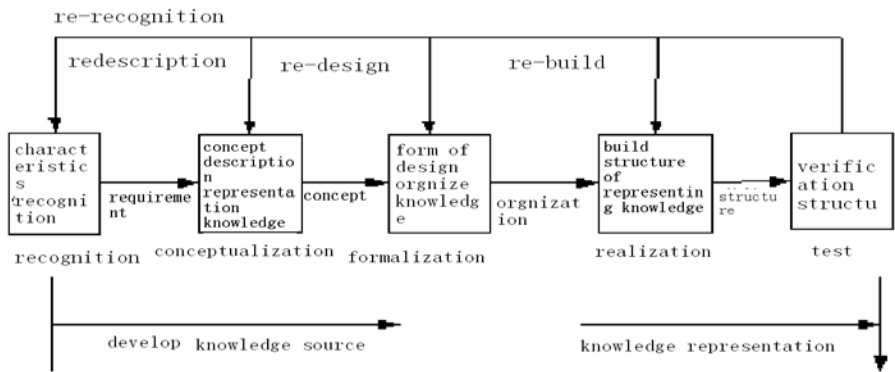 re-recognition
redescription
re-design
re-build
charact
eristic
s
recogni
tion
requireme
nt
concept
descriptio
n
representa
tion
knowledge
concept
form of
design
orgnize
knowledg
e
orgnizat
ion
build
structure
of
representin
g knowledge
structu
re
verif
ication
structu
recognition
conceptualization
formalization
realization
test
develop knowledge source
knowledge representation